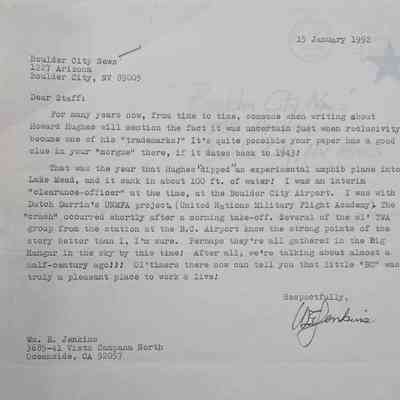 15 January 1992
Boulder City News
1227 Arizona
Boulder City, NV 89005
Dear Staff:
For many years now, from time to time, someone when writing about
Howard Hughes will mention the fact it was uncertain just when reclusivity
became one of his "trademarks!" It's quite possible your paper has a good
clue in your "morgue" there, if it dates back to 1943!
That was the year that Hughes "dipped" an experimental amphib plane into
Lake Mead, and it sank in about 100 ft. of water! I was an interim
"clearance-officer" at the time, at the Boulder City Airport. I was with
Dutch Darrin's UNMFA project (United Nations Military Flight Academy) The
"crash" occurred shortly after a morning take-off. Several of the ol' TWA
group from the station at the B.C. Airport know the strong points of the
story better than I, I'm sure. Perhaps they're all gathered in the Big
Hangar in the sky by this time! After all, we're talking about almost a
half-century ago!!! Ol'timers there now can tell you that little "BC" was
truly a pleasant place to work & live!
Respectfully,
Jenkins
Wm. R. Jenkins
3685-41 Vista Campana North
Oceanside, CA 92057